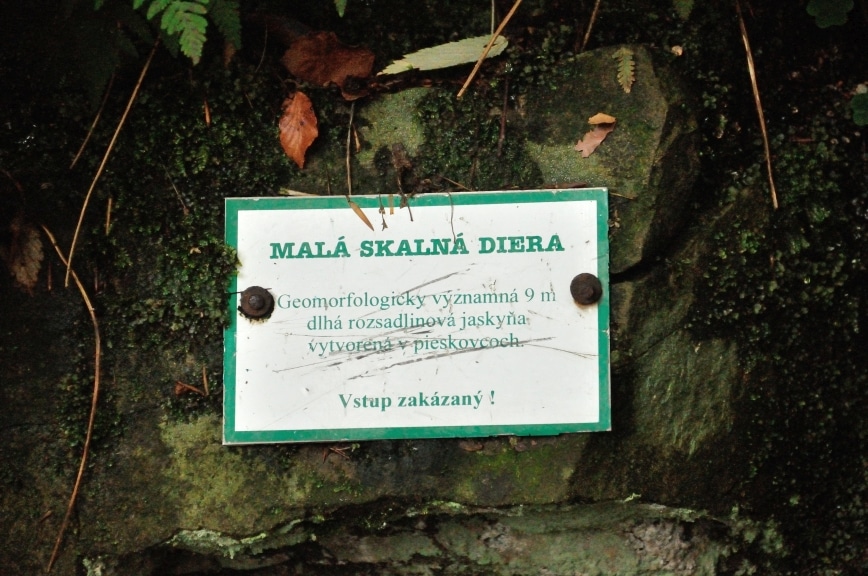 MALÁ SKALNÁ DIERA
Geomorfologicky významná 9 m
dlhá rozsadlinová jaskyňa
vytvorená v pieskovcoch.
Vstup zakázaný !